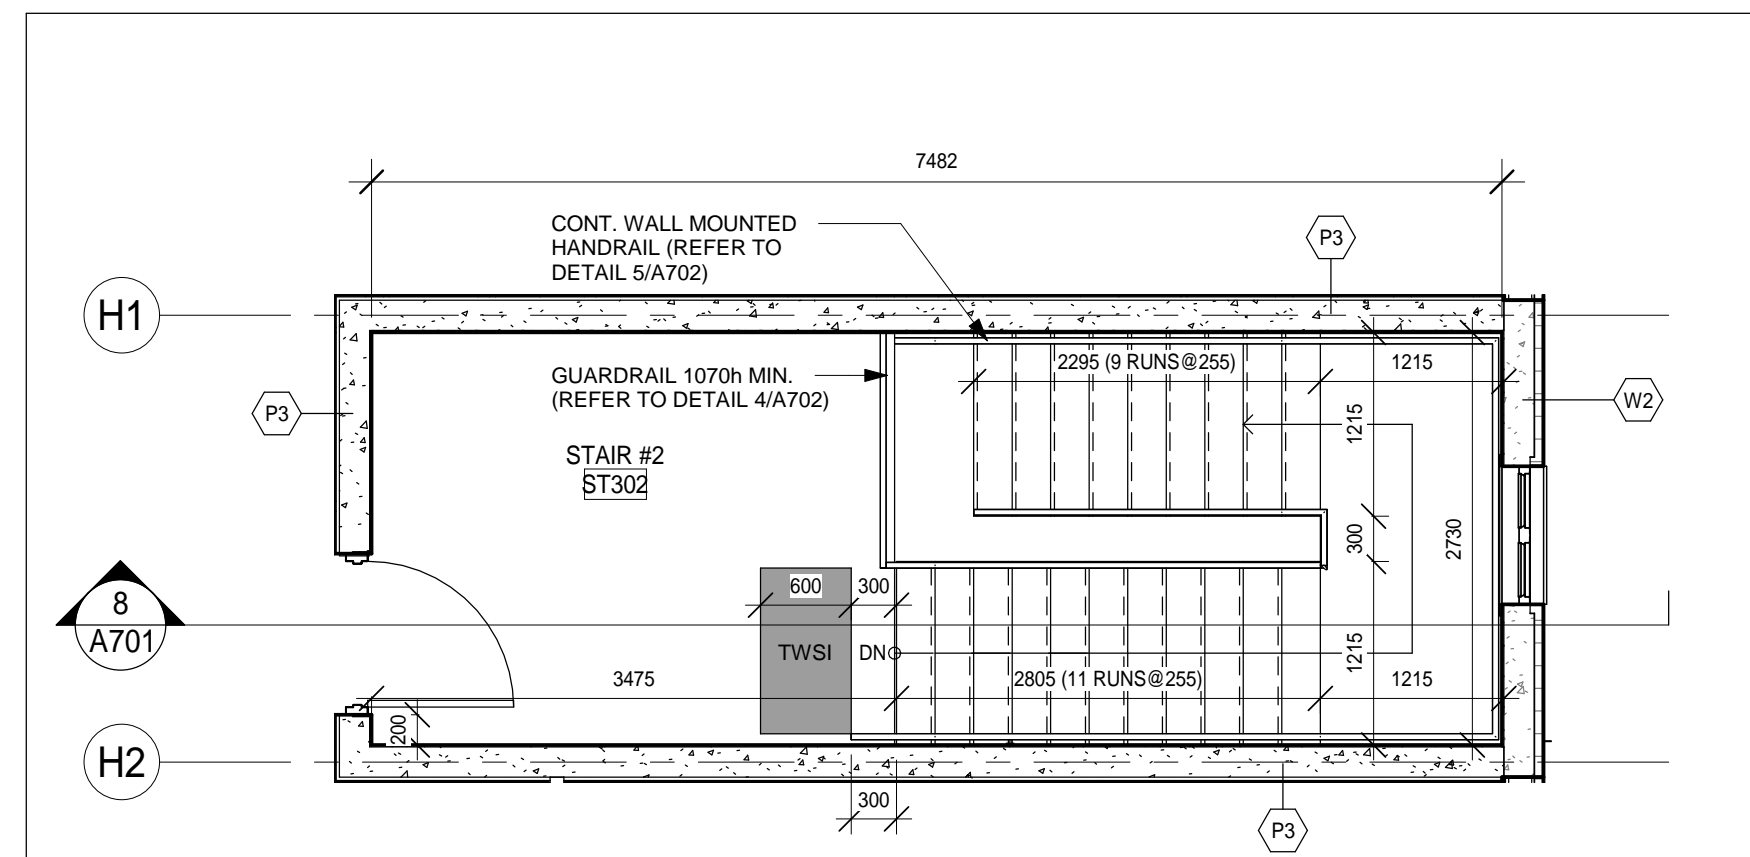 7482
CONT. WALL MOUNTED
HANDRAIL (REFER TO
DETAIL 5/A702)
P3
H1
2295 (9 RUNS@255)
1215
GUARDRAIL 1070h MIN.
(REFER TO DETAIL 4/A702)
P3
W2
1215
STAIR #2
ST302
300
2730
600
300
8
A701
TWSI
DN
1215
3475
2805 (11 RUNS@255)
1215
200
H2
300
P3